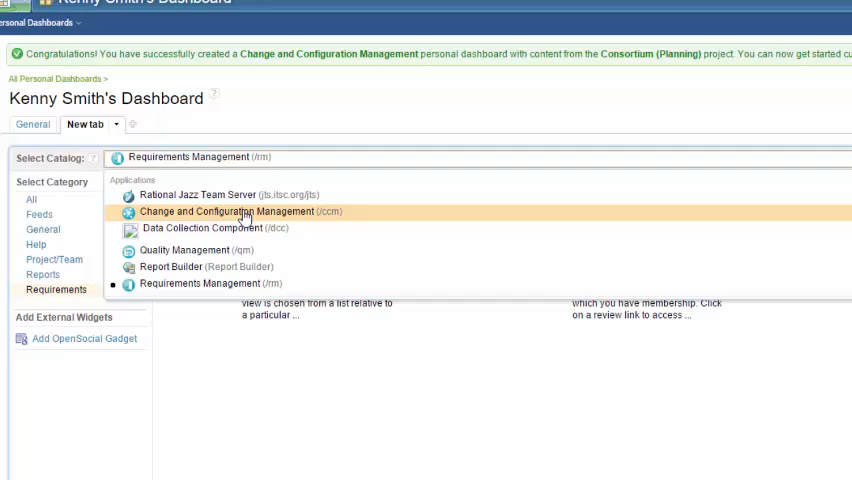 Kenny Smith's Dashboard
ersonal Dashboards
Congratulations! You have successfully created a Change and Configuration Management personal dashboard with content from the Consortium (Planning) project. You can now get started cu
All Personal Dashboards >
Kenny Smith's Dashboard ?
General New tab
Select Catalog: ? Requirements Management (/rm)
Select Category
All
Feeds
General
Help
Project/Team
Reports
Requirements
Add External Widgets
Add OpenSocial Gadget
Applications
Rational Jazz Team Server (jts.itsc.org/jts)
Change and Configuration Management (/ccm)
Data Collection Component (/dcc)
Quality Management (/qm)
Report Builder (Report Builder)
Requirements Management (/rm)
view is chosen from a list relative to
a particular ...
which you have membership. Click
on a review link to access ...